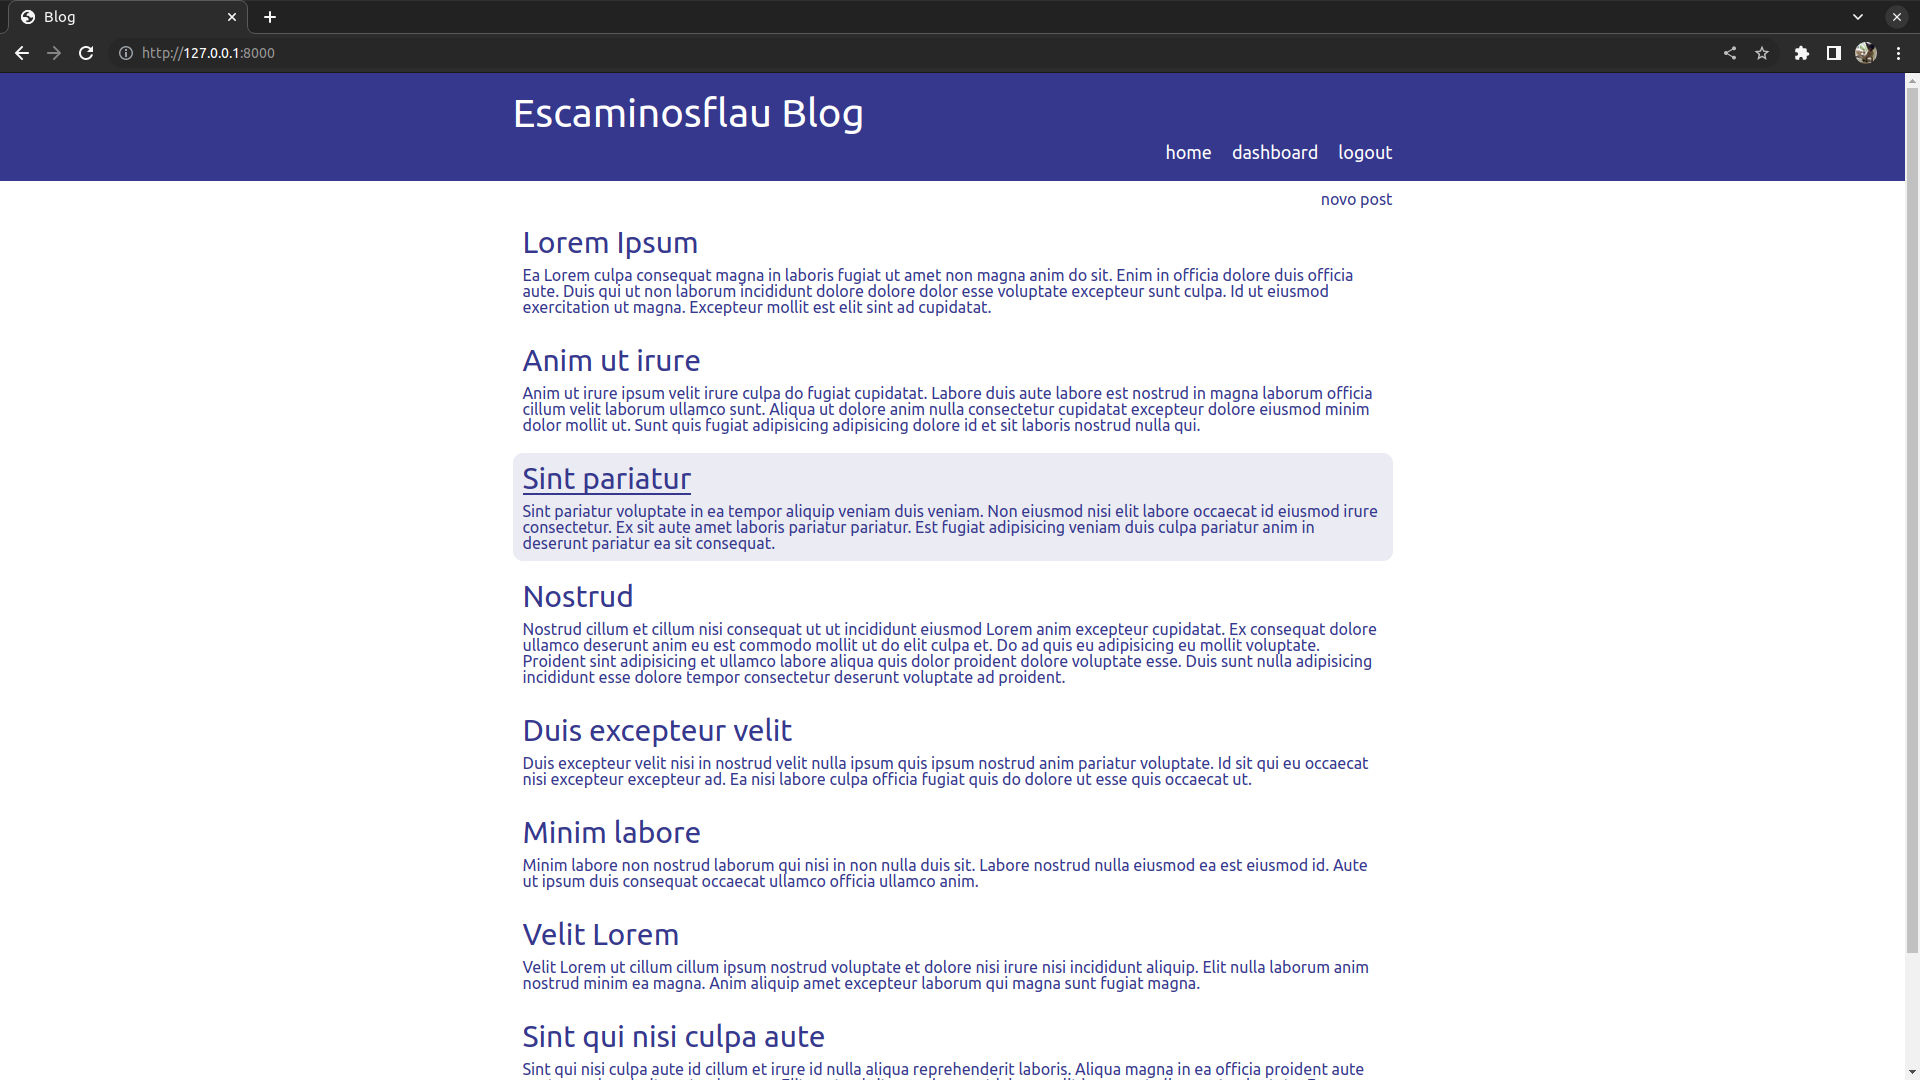 Blog
http://127.0.0.1:8000
Escaminosflau Blog
home dashboard logout
novo post
Lorem Ipsum
Ea Lorem culpa consequat magna in laboris fugiat ut amet non magna anim do sit. Enim in officia dolore duis officia
aute. Duis qui ut non laborum incididunt dolore dolore dolor esse voluptate excepteur sunt culpa. Id ut eiusmod
exercitation ut magna. Excepteur mollit est elit sint ad cupidatat.
Anim ut irure
Anim ut irure ipsum velit irure culpa do fugiat cupidatat. Labore duis aute labore est nostrud in magna laborum officia
cillum velit laborum ullamco sunt. Aliqua ut dolore anim nulla consectetur cupidatat excepteur dolore eiusmod minim
dolor mollit ut. Sunt quis fugiat adipisicing adipisicing dolore id et sit laboris nostrud nulla qui.
Sint pariatur
Sint pariatur voluptate in ea tempor aliquip veniam duis veniam. Non eiusmod nisi elit labore occaecat id eiusmod irure
consectetur. Ex sit aute amet laboris pariatur pariatur. Est fugiat adipisicing veniam duis culpa pariatur anim in
deserunt pariatur ea sit consequat.
Nostrud
Nostrud cillum et cillum nisi consequat ut ut incididunt eiusmod Lorem anim excepteur cupidatat. Ex consequat dolore
ullamco deserunt anim eu est commodo mollit ut do elit culpa et. Do ad quis eu adipisicing eu mollit voluptate.
Proident sint adipisicing et ullamco labore aliqua quis dolor proident dolore voluptate esse. Duis sunt nulla adipisicing
incididunt esse dolore tempor consectetur deserunt voluptate ad proident.
Duis excepteur velit
Duis excepteur velit nisi in nostrud velit nulla ipsum quis ipsum nostrud anim pariatur voluptate. Id sit qui eu occaecat
nisi excepteur excepteur ad. Ea nisi labore culpa officia fugiat quis do dolore ut esse quis occaecat ut.
Minim labore
Minim labore non nostrud laborum qui nisi in non nulla duis sit. Labore nostrud nulla eiusmod ea est eiusmod id. Aute
ut ipsum duis consequat occaecat ullamco officia ullamco anim.
Velit Lorem
Velit Lorem ut cillum cillum ipsum nostrud voluptate et dolore nisi irure nisi incididunt aliquip. Elit nulla laborum anim
nostrud minim ea magna. Anim aliquip amet excepteur laborum qui magna sunt fugiat magna.
Sint qui nisi culpa aute
Sint qui nisi culpa aute id cillum et irure id nulla aliqua reprehenderit laboris. Aliqua magna in ea officia proident aute